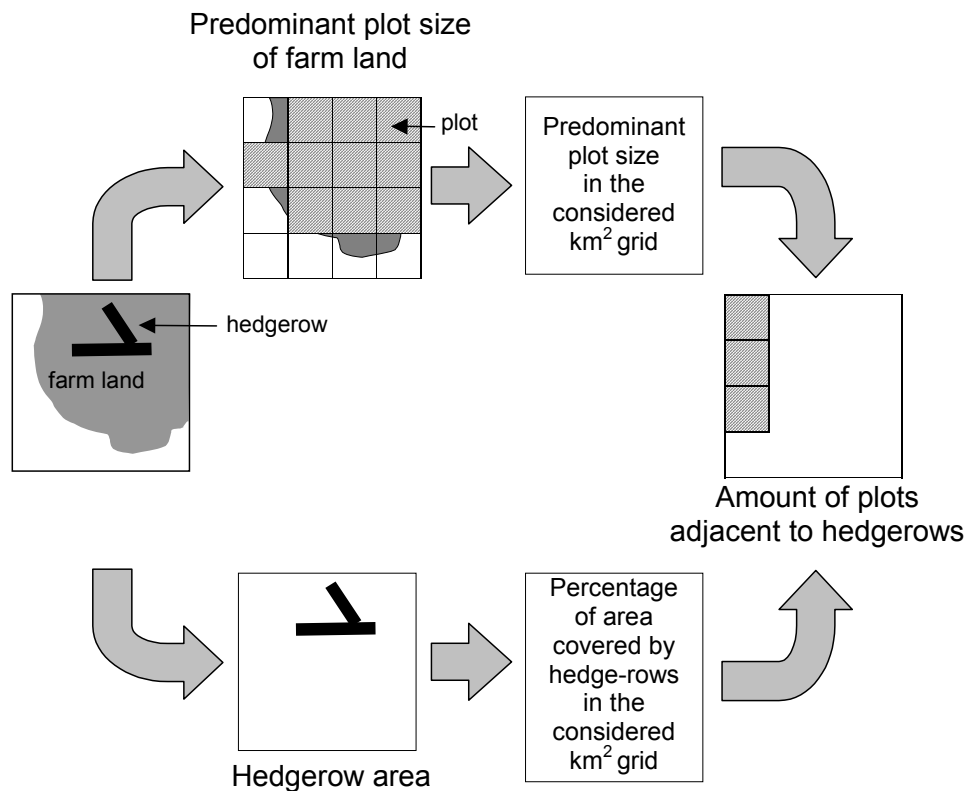 Predominant plot size
of farm land
plot
Predominant
plot size
in the
considered
km² grid
hedgerow
farm land
Amount of plots
adjacent to hedgerows
Percentage
of area
covered by
hedge-rows
in the
considered
km² grid
Hedgerow area